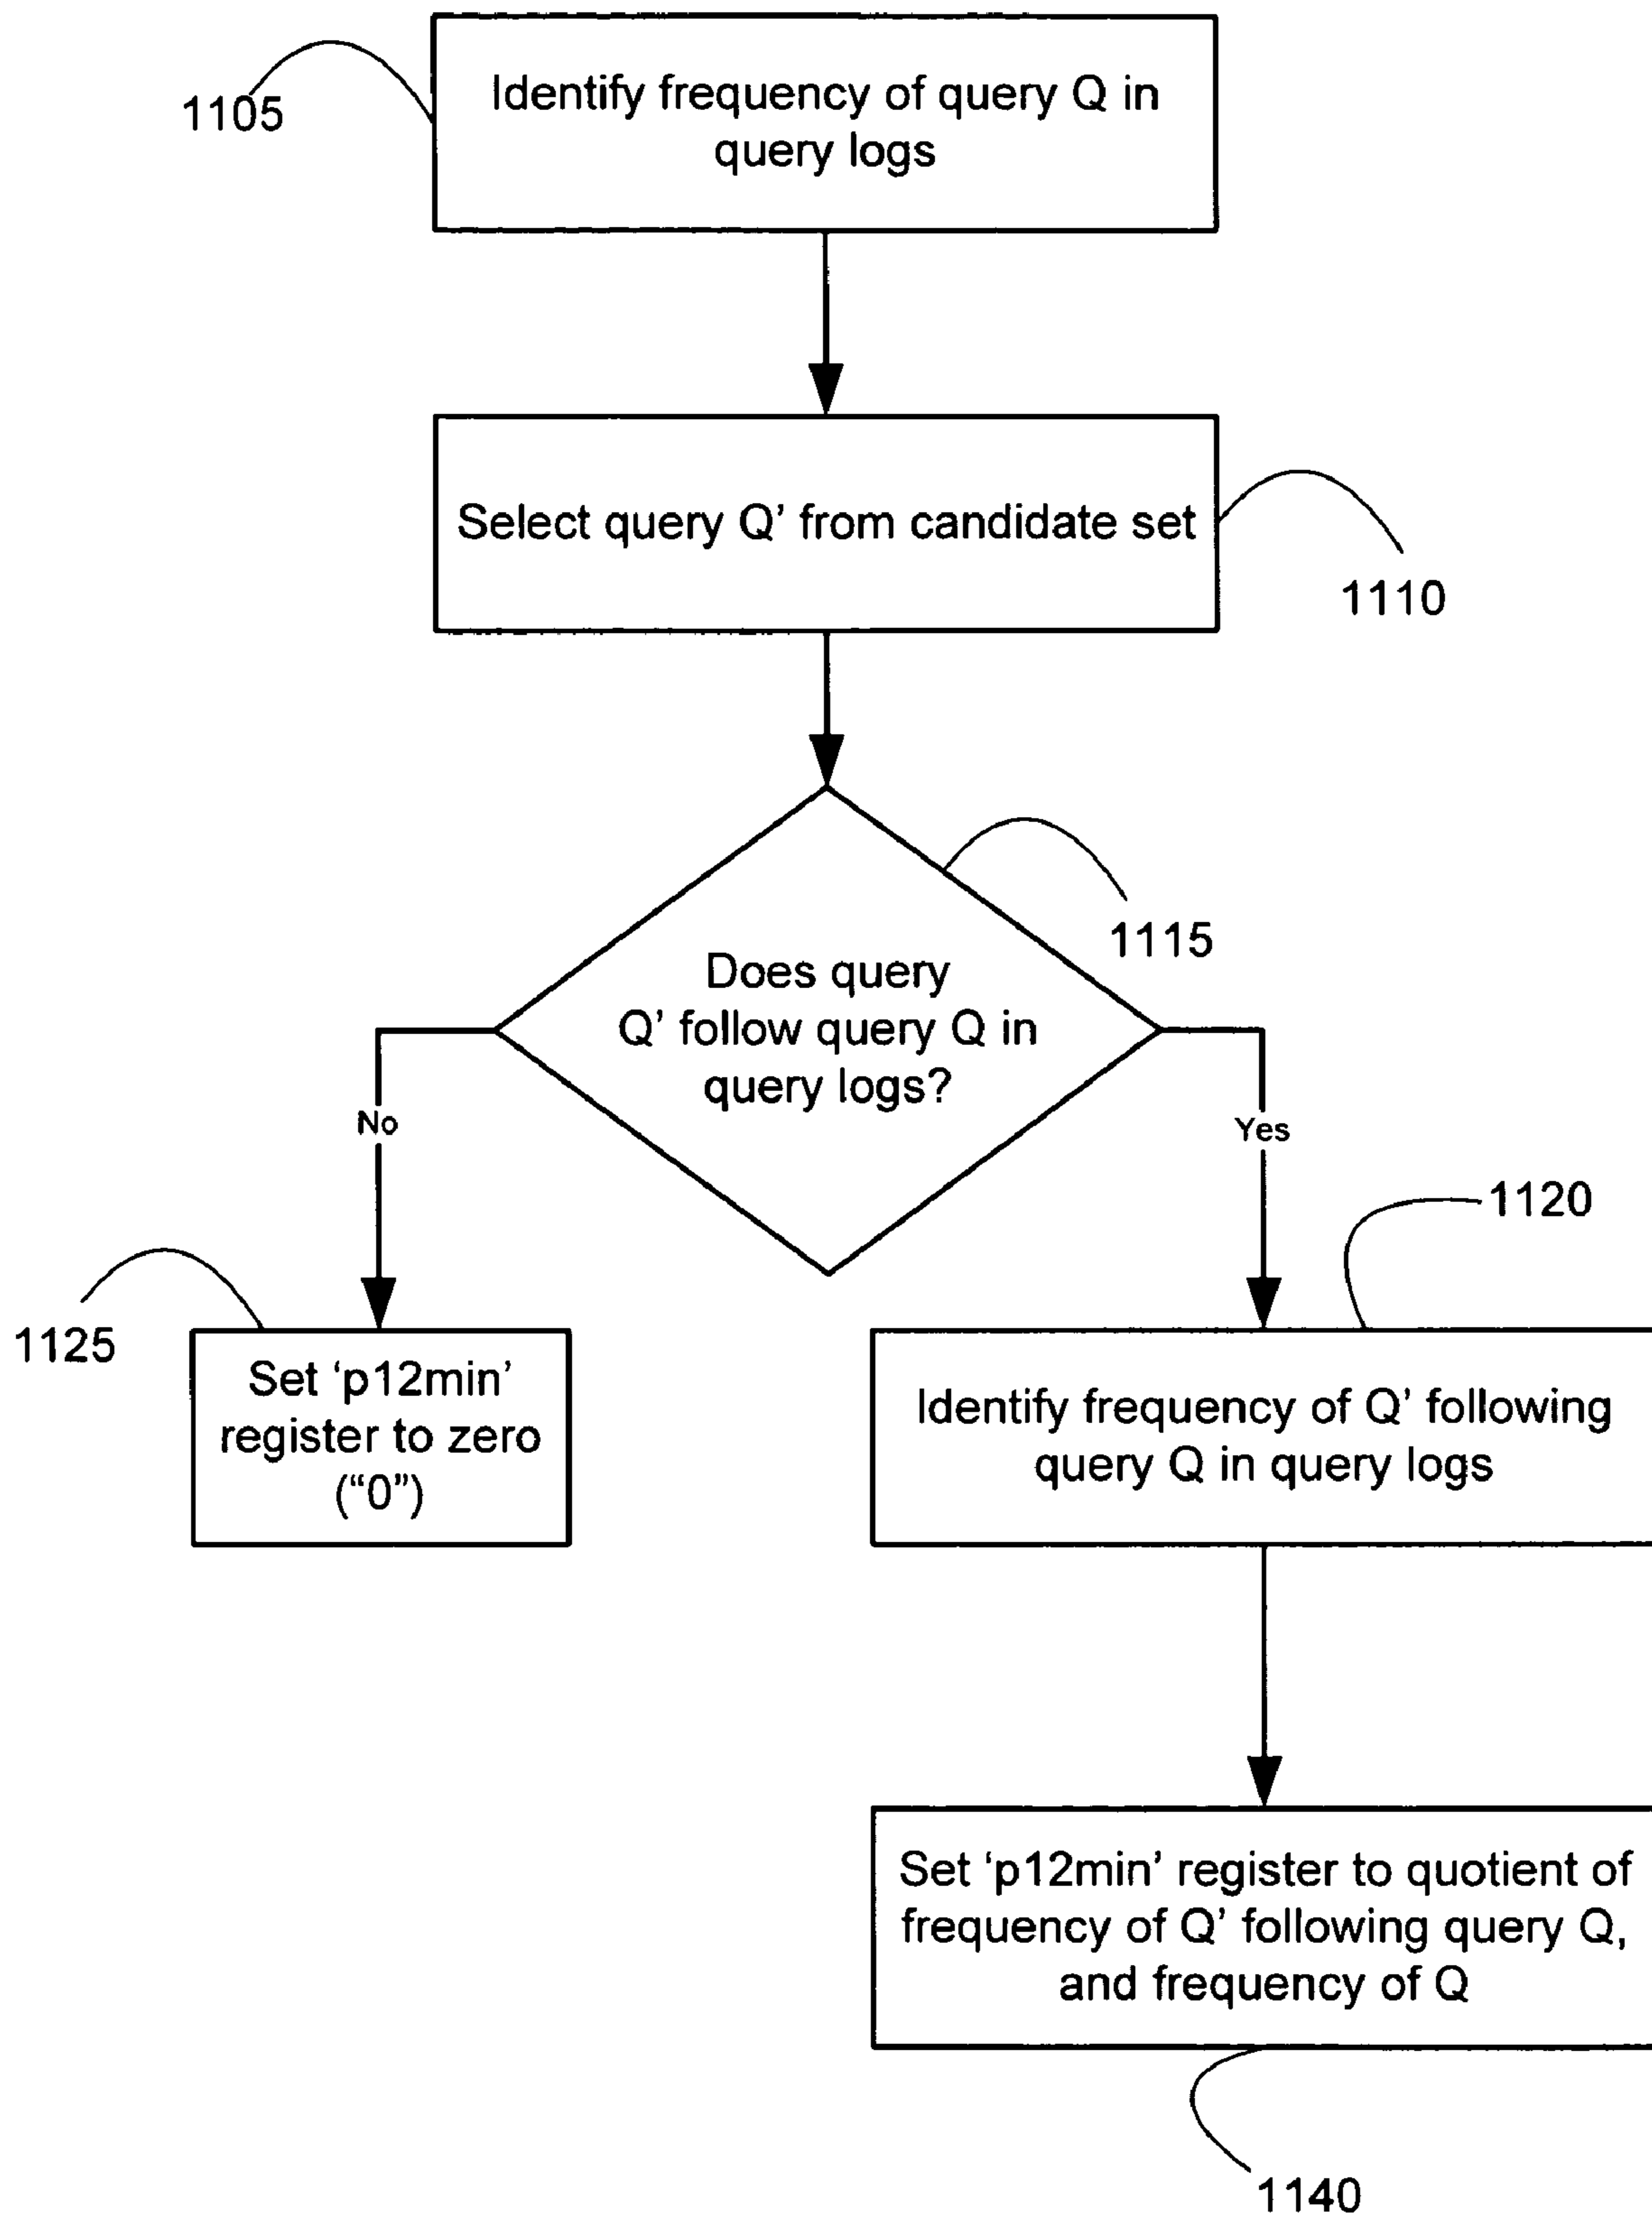 Identify frequency of query Q in
query logs
1105
Select query Q’ from candidate set
1110
1115
Does query
Q’ follow query Q in
query logs?
No
Yes
1120
1125
Set ‘p12min’
register to zero
(“0”)
Identify frequency of Q’ following
query Q in query logs
Set ‘p12min’ register to quotient of
frequency of Q’ following query Q,
and frequency of Q
1140